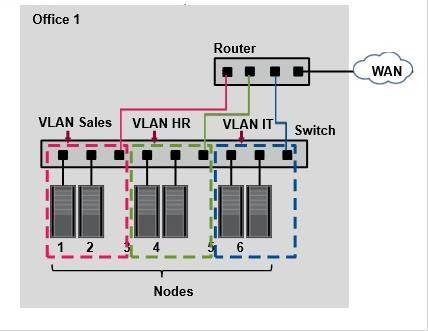 Office 1
Router
WAN
VLAN Sales
VLAN HR
VLAN IT
Switch
1 2 3 4 5 6
Nodes